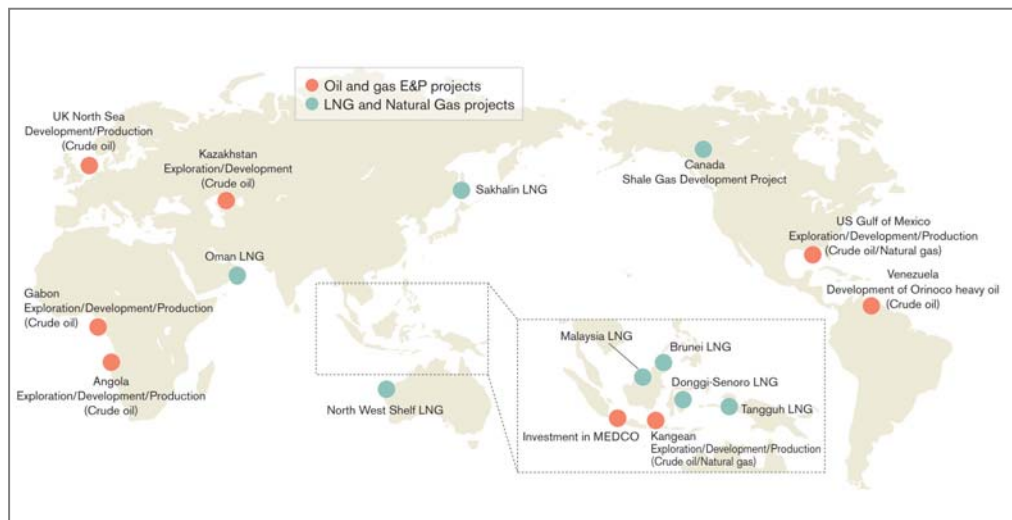 Oil and gas E&P projects
LNG and Natural Gas projects
UK North Sea
Development/Production
(Crude oil)
Kazakhstan
Exploration/Development
(Crude oil)
Sakhalin LNG
Canada
Shale Gas Development Project
US Gulf of Mexico
Exploration/Development/Production
(Crude oil/Natural gas)
Oman LNG
Venezuela
Development of Orinoco heavy oil
(Crude oil)
Gabon
Exploration/Development/Production
(Crude oil)
Angola
Exploration/Development/Production
(Crude oil)
North West Shelf LNG
Malaysia LNG
Brunei LNG
Donggi-Senoro LNG
Tangguh LNG
Investment in MEDCO
Kangean
Exploration/Development/Production
(Crude oil/Natural gas)